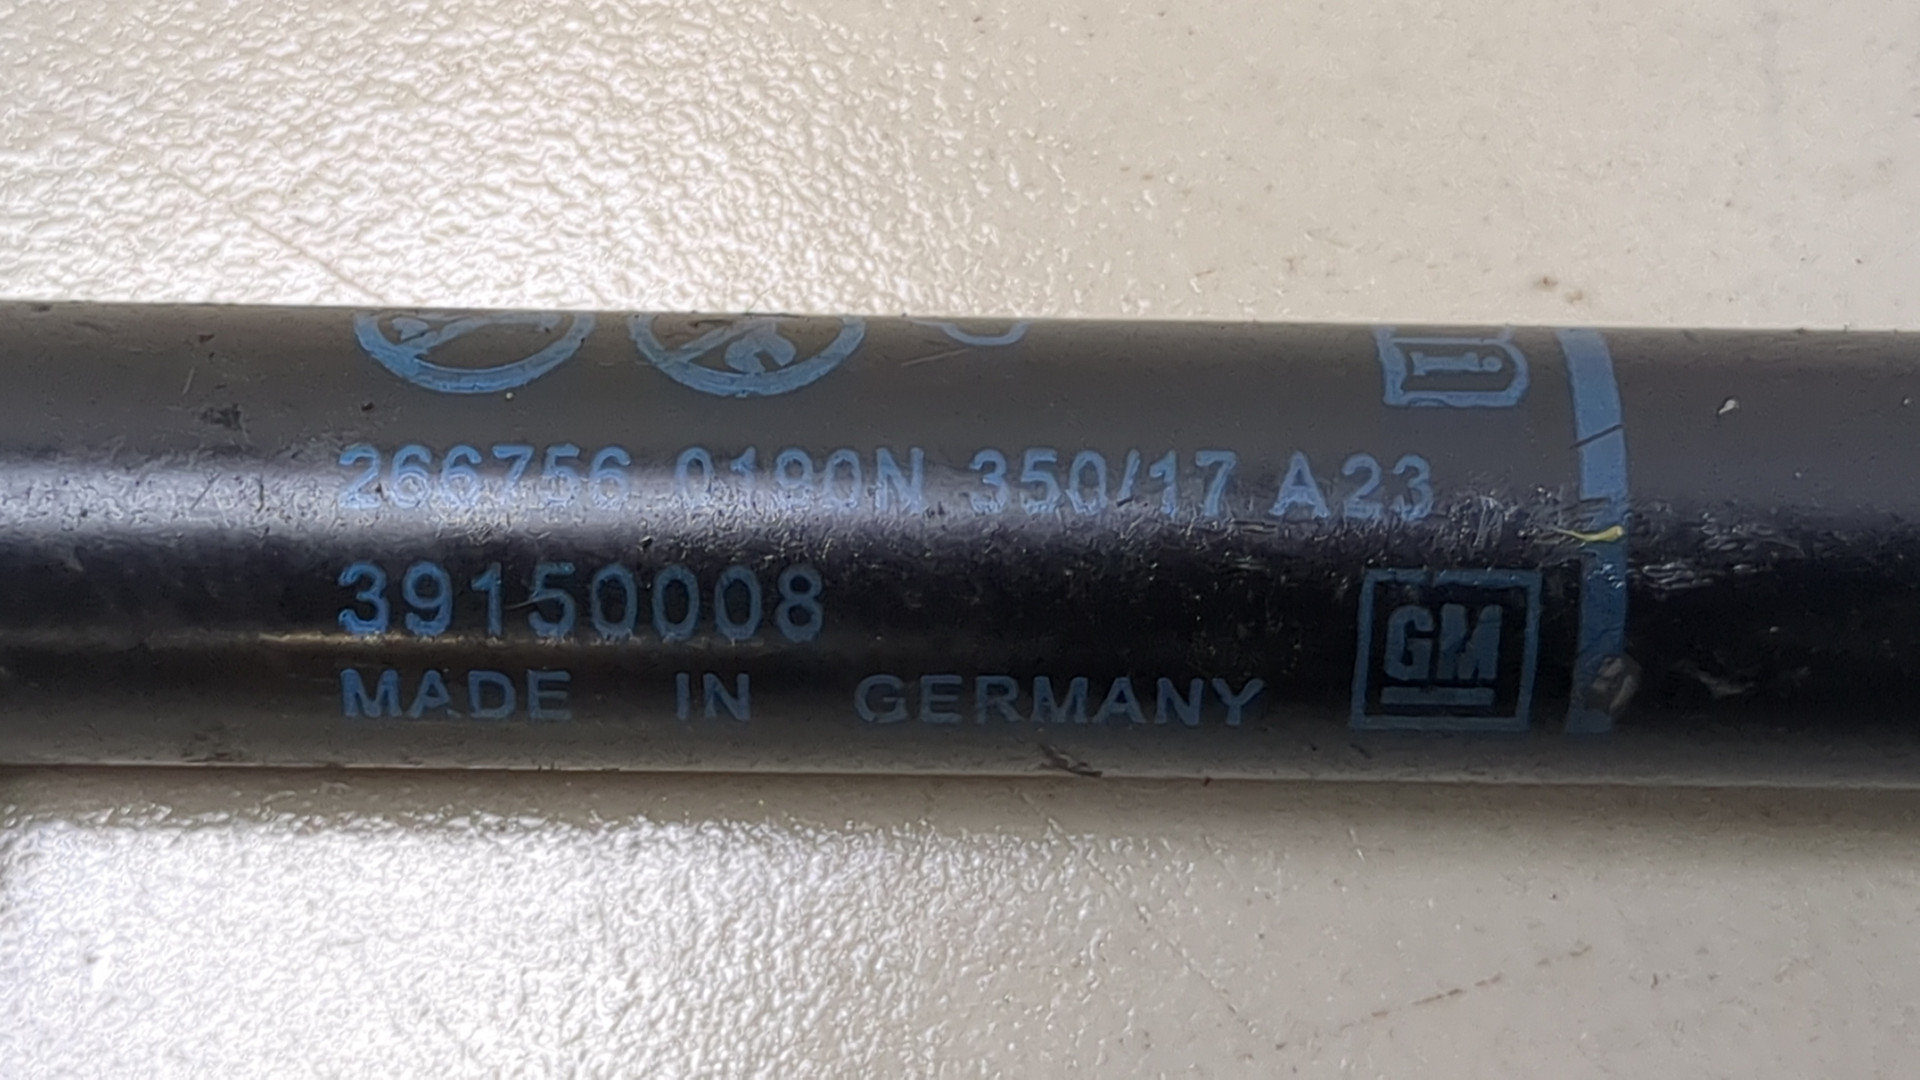 i
266756 0190N 350/17 A23
39150008
MADE IN GERMANY
GM